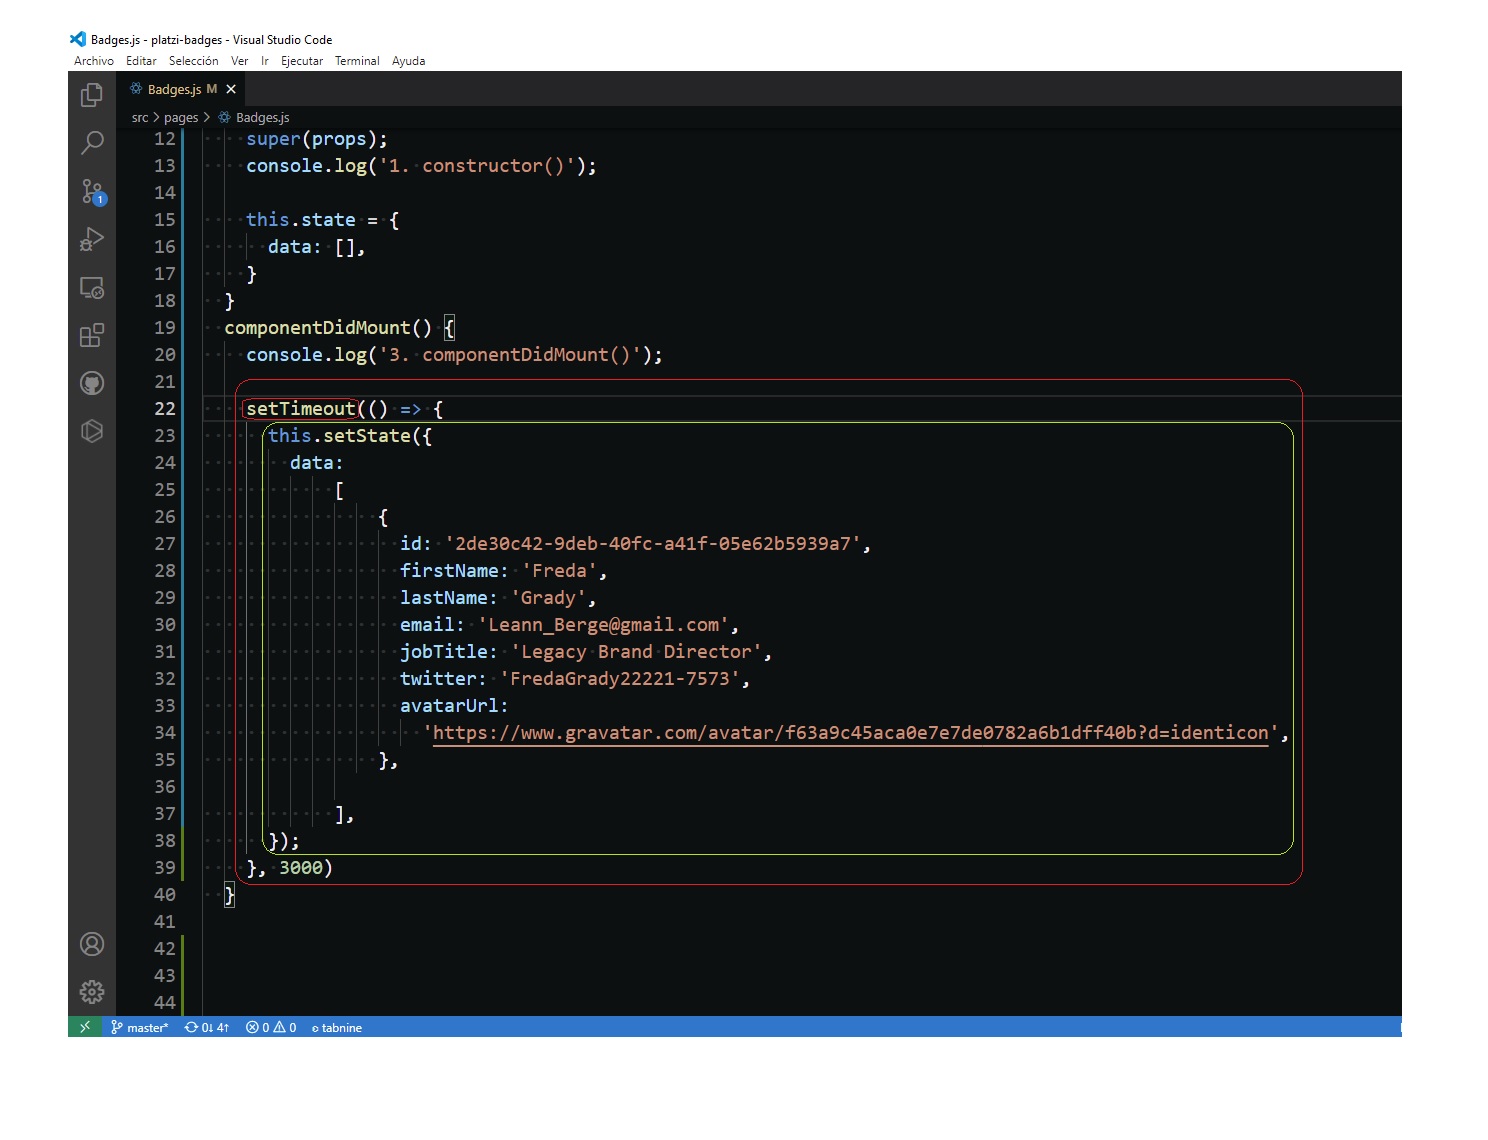 Badges.js - platzi-badges - Visual Studio Code
Archivo Editar Selección Ver Ir Ejecutar Terminal Ayuda
Badges.js M ×
src > pages > Badges.js
12 super(props);
13 console.log('1. constructor()');
14
15 this.state = {
16 data: [],
17 }
18 }
19 componentDidMount() {
20 console.log('3. componentDidMount()');
21
22 setTimeout(() => {
23 this.setState({
24 data:
25 [
26 {
27 id: '2de30c42-9deb-40fc-a41f-05e62b5939a7',
28 firstName: 'Freda',
29 lastName: 'Grady',
30 email: 'Leann_Berge@gmail.com',
31 jobTitle: 'Legacy Brand Director',
32 twitter: 'FredaGrady22221-7573',
33 avatarUrl:
34 'https://www.gravatar.com/avatar/f63a9c45aca0e7e7de0782a6b1dff40b?d=identicon',
35 },
36
37 ],
38 });
39 }, 3000)
40 }
41
42
43
44
1
master* 0↓ 4↑ 0 0 tabnine